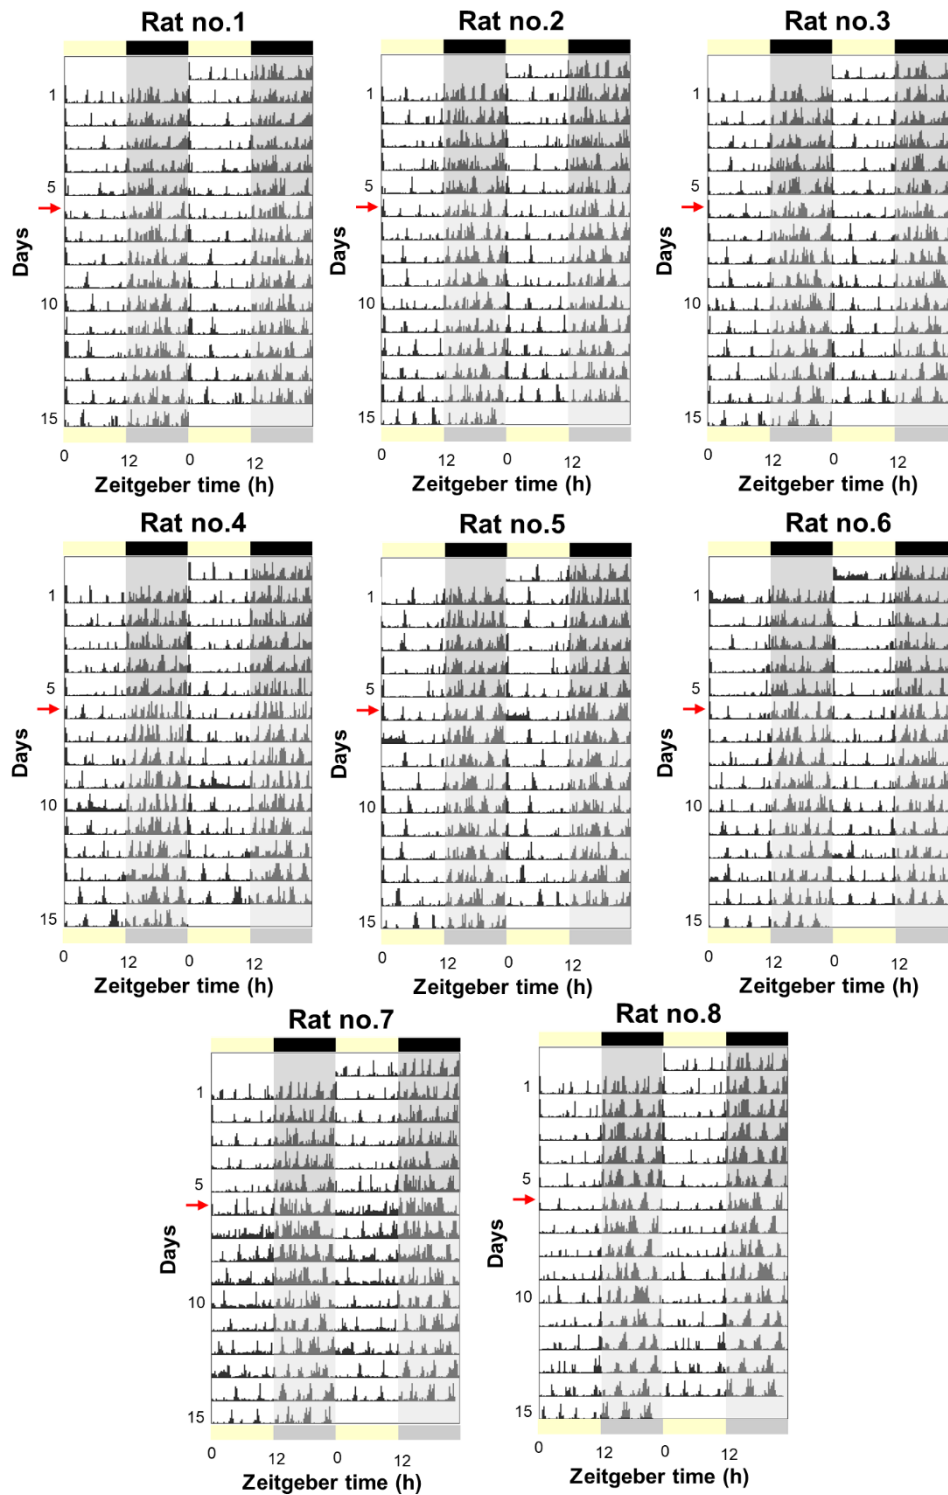 Rat no.1
Rat no.2
Rat no.3
1
5
10
15
Days
0 12 0 12
Zeitgeber time (h)
1
5
10
15
Days
0 12 0 12
Zeitgeber time (h)
1
5
10
15
Days
0 12 0 12
Zeitgeber time (h)
Rat no.4
Rat no.5
Rat no.6
1
5
10
15
Days
0 12 0 12
Zeitgeber time (h)
1
5
10
15
Days
0 12 0 12
Zeitgeber time (h)
1
5
10
15
Days
0 12 0 12
Zeitgeber time (h)
Rat no.7
Rat no.8
1
5
10
15
Days
0 12 0 12
Zeitgeber time (h)
1
5
10
15
Days
0 12 0 12
Zeitgeber time (h)